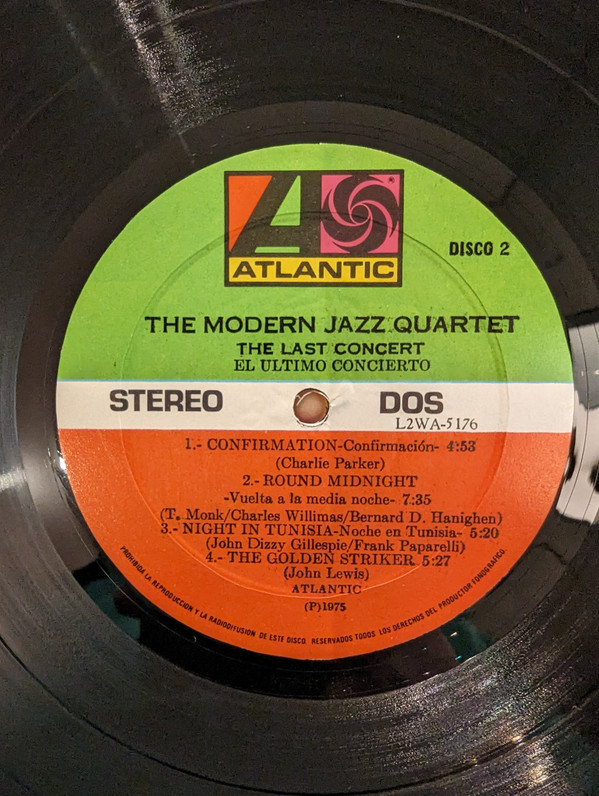 ATLANTIC
DISCO 2
THE MODERN JAZZ QUARTET
THE LAST CONCERT
EL ULTIMO CONCIERTO
STEREO DOS
L2WA-5176
1.- CONFIRMATION-Confirmación- 4:53
(Charlie Parker)
2.- ROUND MIDNIGHT
-Vuelta a la media noche- 7:35
(T. Monk/Charles Willimas/Bernard D. Hanighen)
3.- NIGHT IN TUNISIA-Noche en Tunisia- 5:20
(John Dizzy Gillespie/Frank Paparelli)
4.- THE GOLDEN STRIKER 5:27
(John Lewis)
ATLANTIC
(P)1975
PROHIBIDA LA REPRODUCCION Y LA RADIODIFUSION DE ESTE DISCO. RESERVADOS TODOS LOS DERECHOS DEL PRODUCTOR FONOGRAFICO